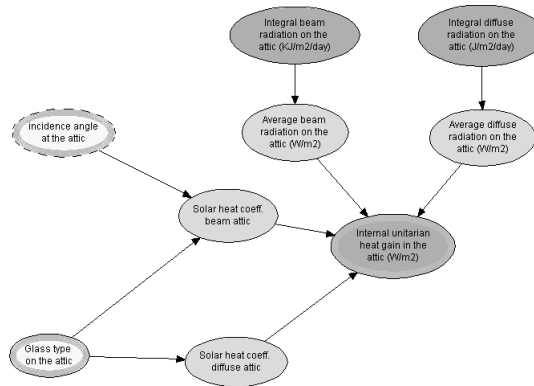 Integral beam
radiation on the
attic (KJ/m2/day)
Integral diffuse
radiation on the
attic (J/m2/day)
incidence angle
at the attic
Average beam
radiation on the
attic (W/m2)
Average diffuse
radiation on the
attic (W/m2)
Solar heat coeff.
beam attic
Internal unitarian
heat gain in the
attic (W/m2)
Glass type
on the attic
Solar heat coeff.
diffuse attic